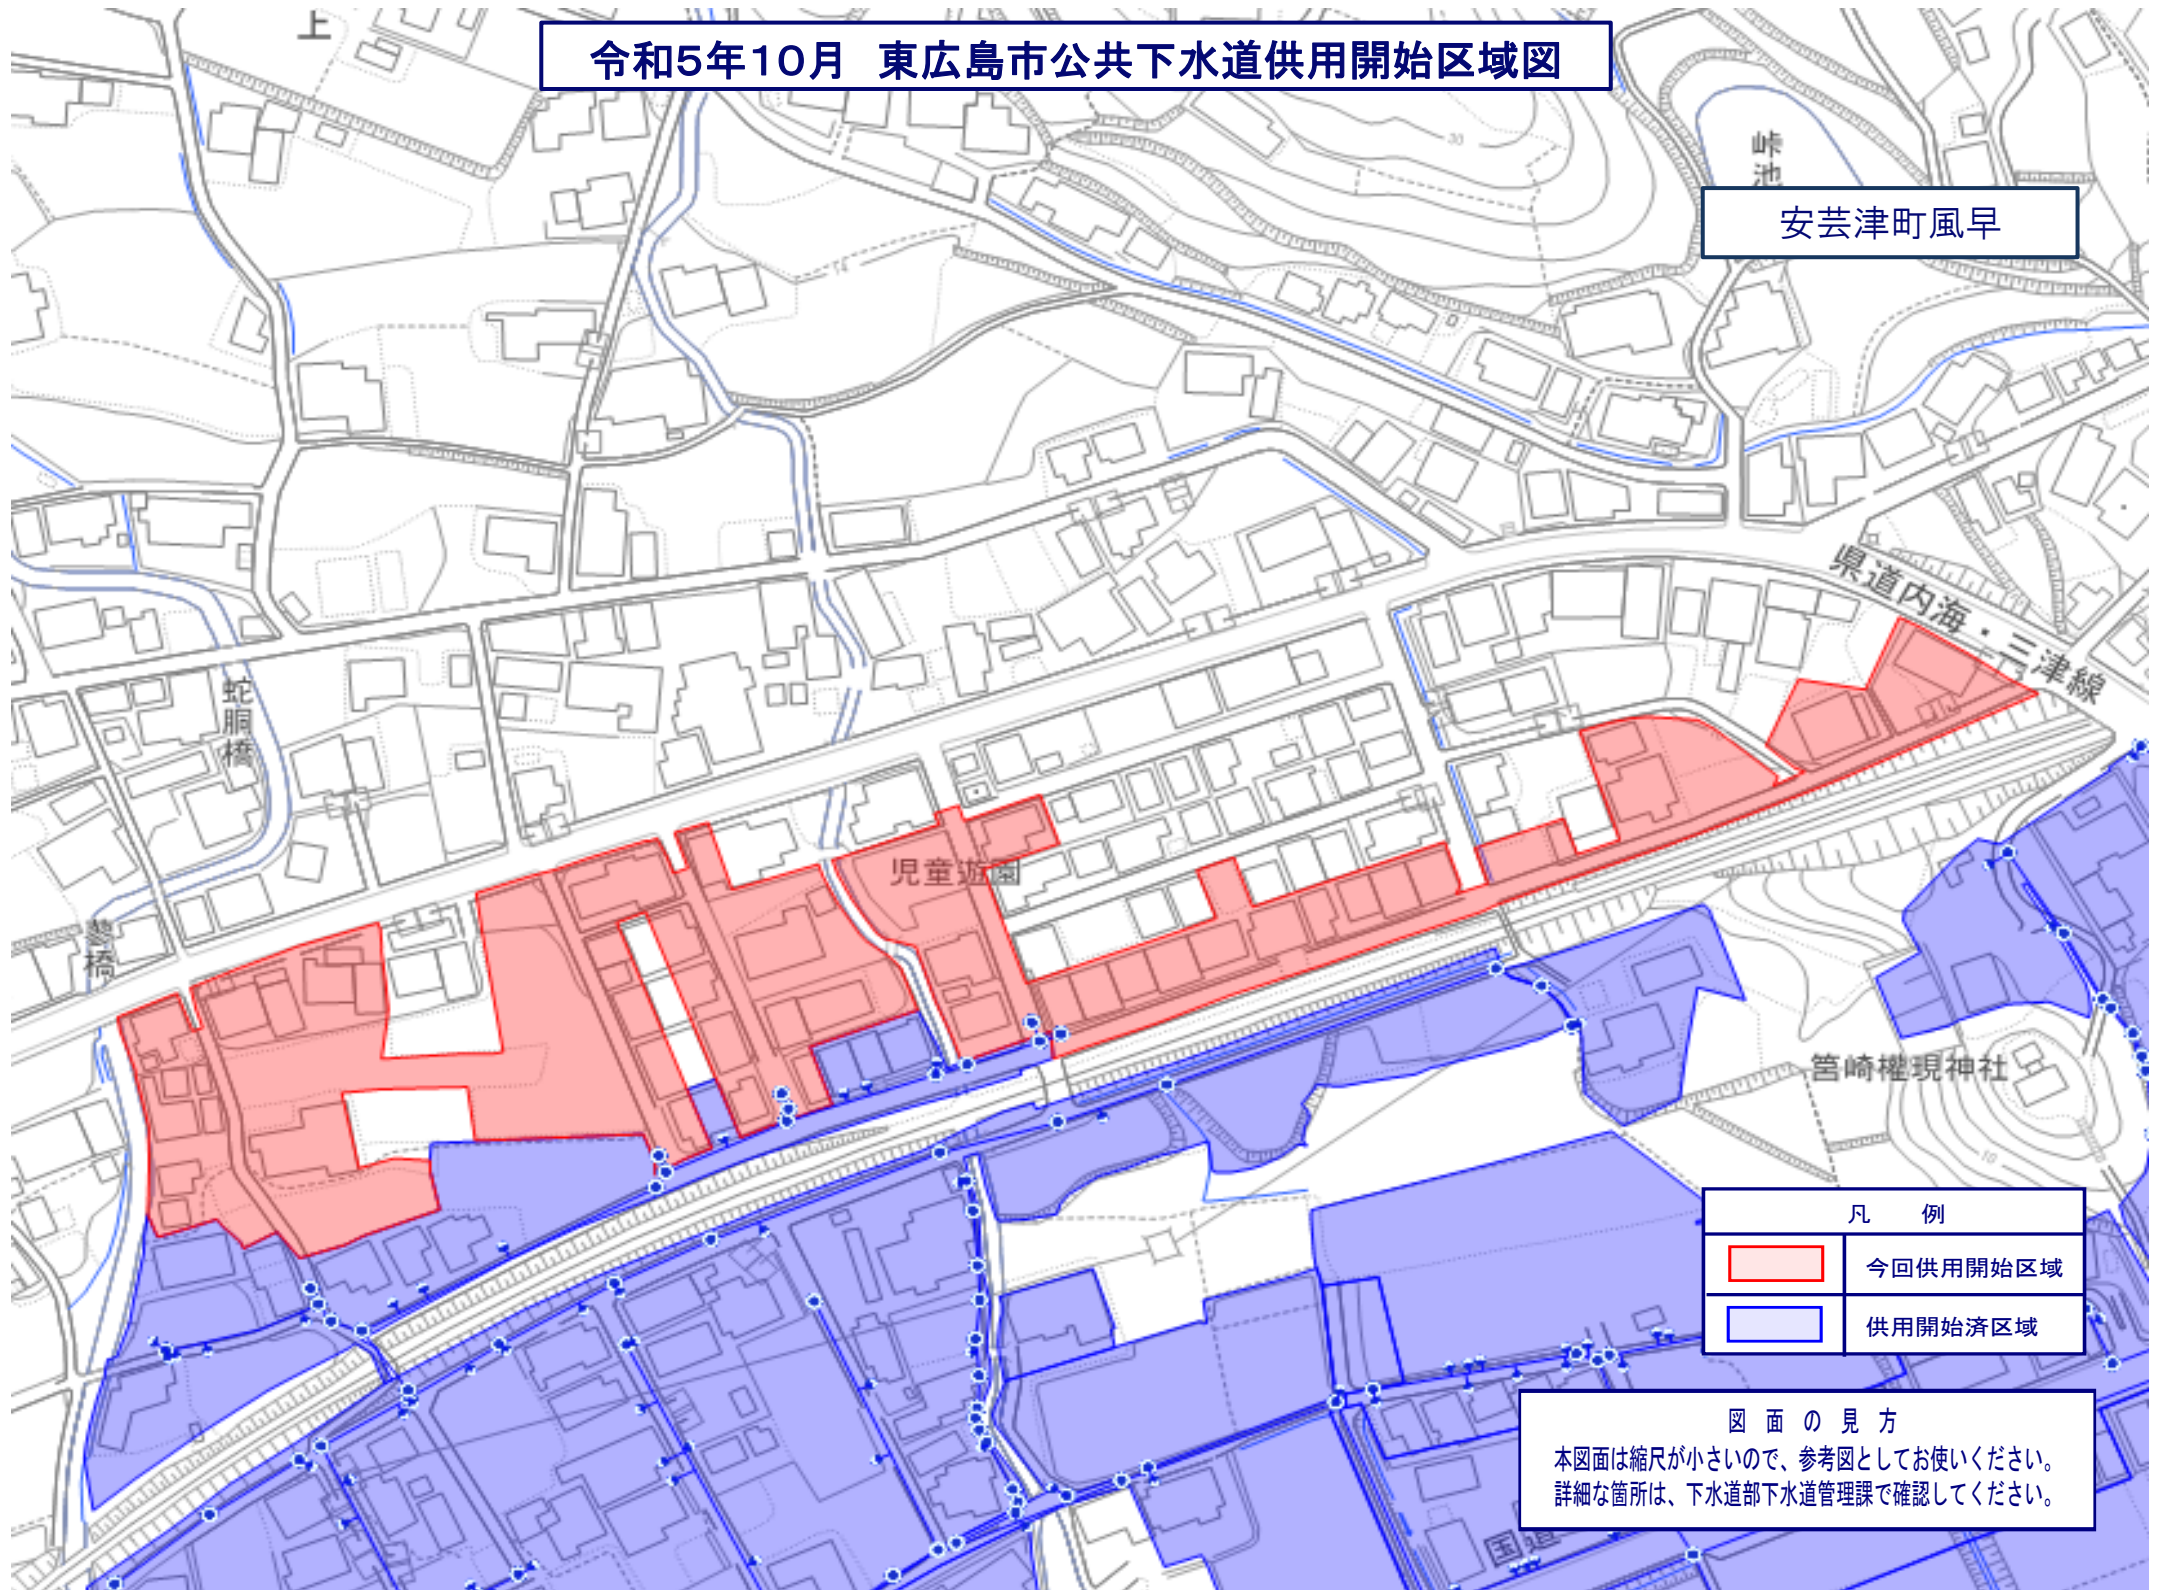 上
令和5年10月　東広島市公共下水道供用開始区域図
30
安芸津町風早
14
県道内海・三津線
蛇胴橋
児童遊園
橋
筥崎権現神社
10
凡　例
今回供用開始区域
供用開始済区域
図面の見方
本図面は縮尺が小さいので、参考図としてお使いください。
詳細な箇所は、下水道部下水道管理課で確認してください。
国道